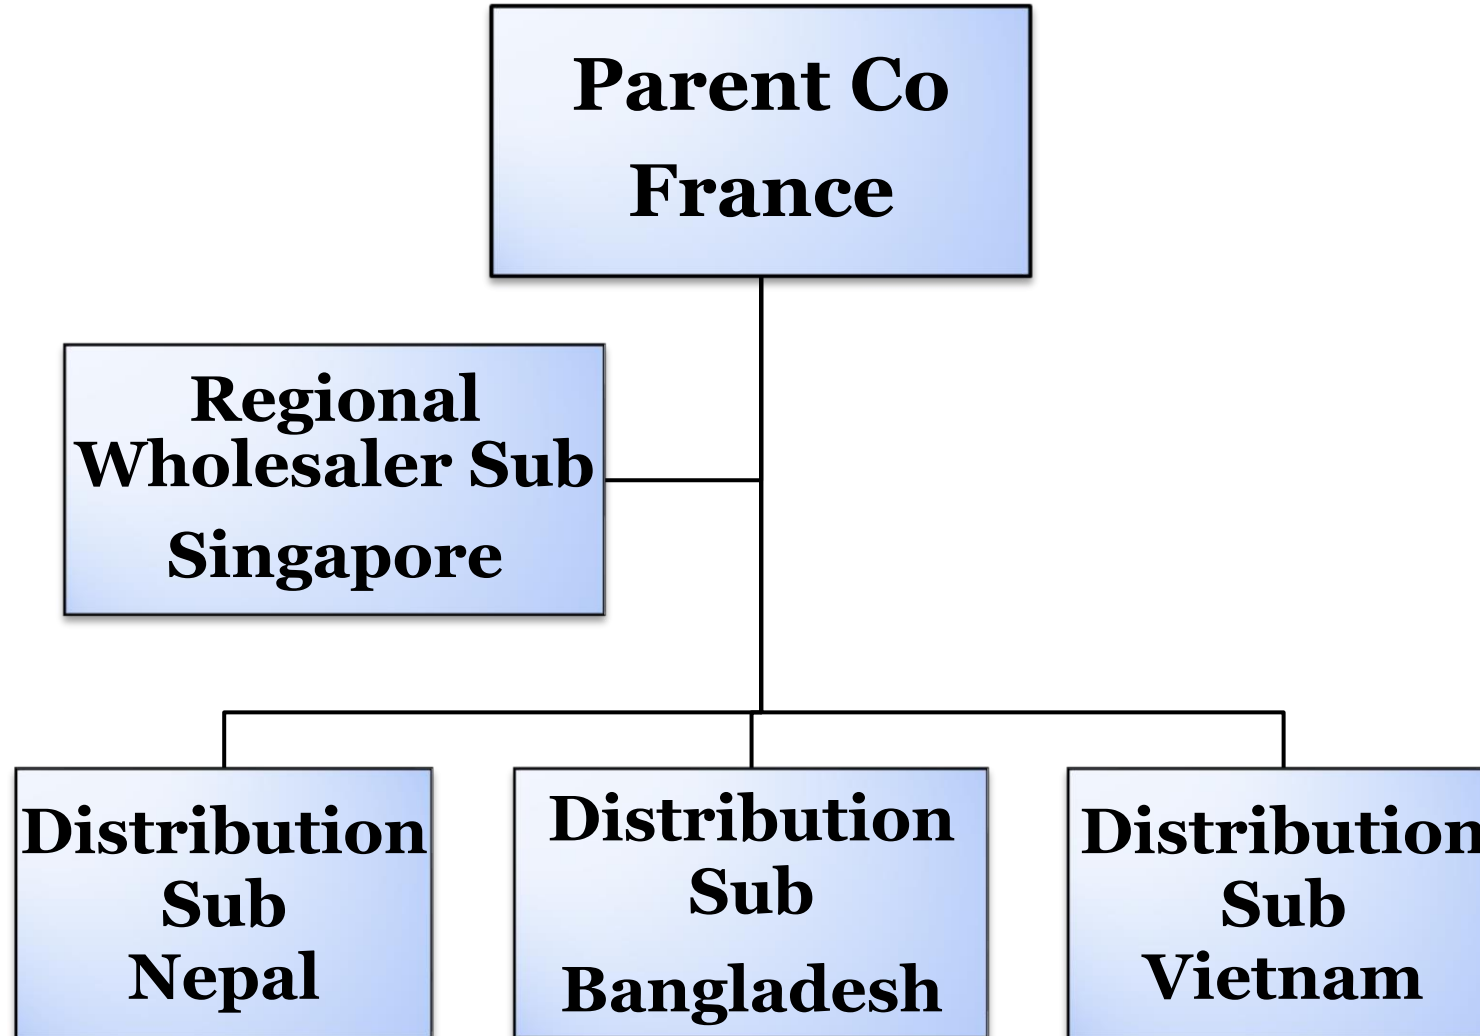 Parent Co
France
Regional
Wholesaler Sub
Singapore
Distribution
Sub
Nepal
Distribution
Sub
Bangladesh
Distribution
Sub
Vietnam